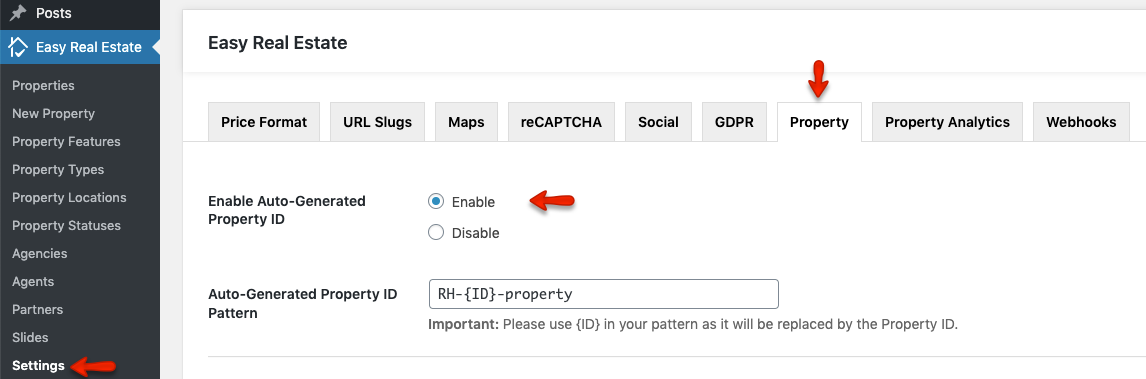 Posts
Easy Real Estate
Properties
New Property
Property Features
Property Types
Property Locations
Property Statuses
Agencies
Agents
Partners
Slides
Settings
Easy Real Estate
Price Format URL Slugs Maps reCAPTCHA Social GDPR Property Property Analytics Webhooks
Enable Auto-Generated
Property ID
Enable
Disable
Auto-Generated Property ID
Pattern
RH-{ID}-property
Important: Please use {ID} in your pattern as it will be replaced by the Property ID.